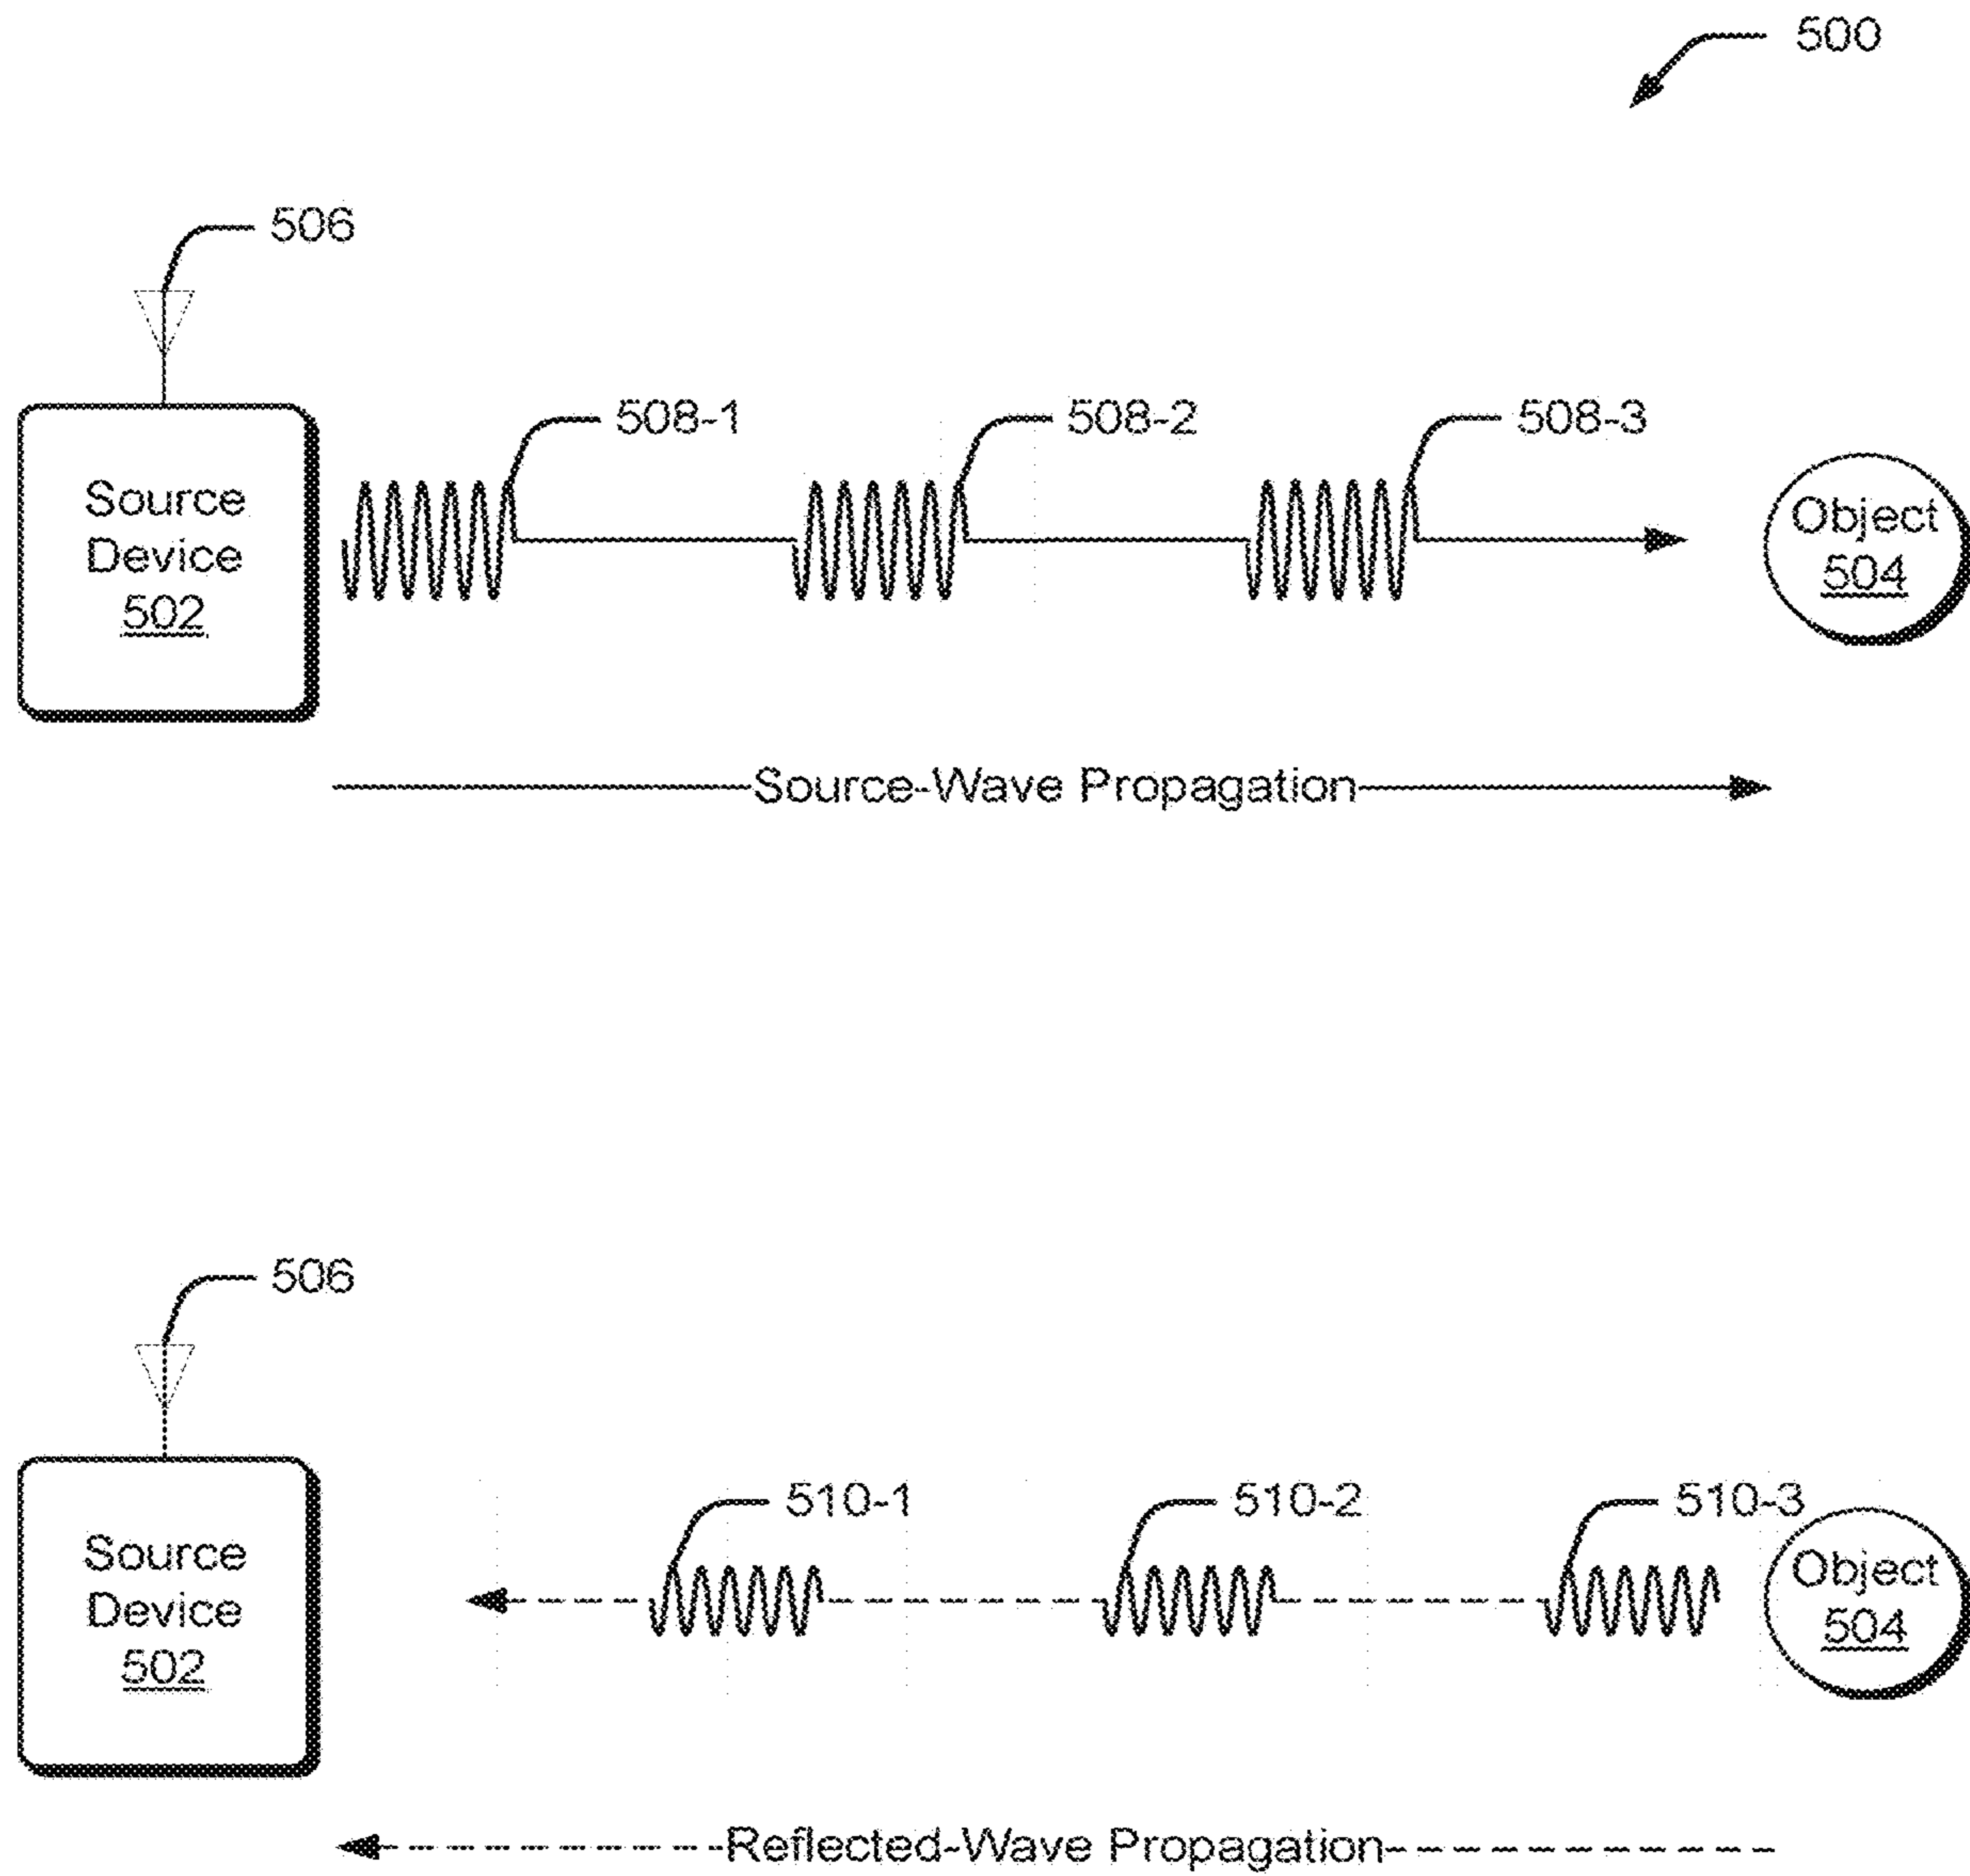 500
506
508-1
508-2
508-3
Source
Device
502
Object
504
Source-Wave Propagation
506
510-1
510-2
510-3
Source
Device
502
Object
504
Reflected-Wave Propagation